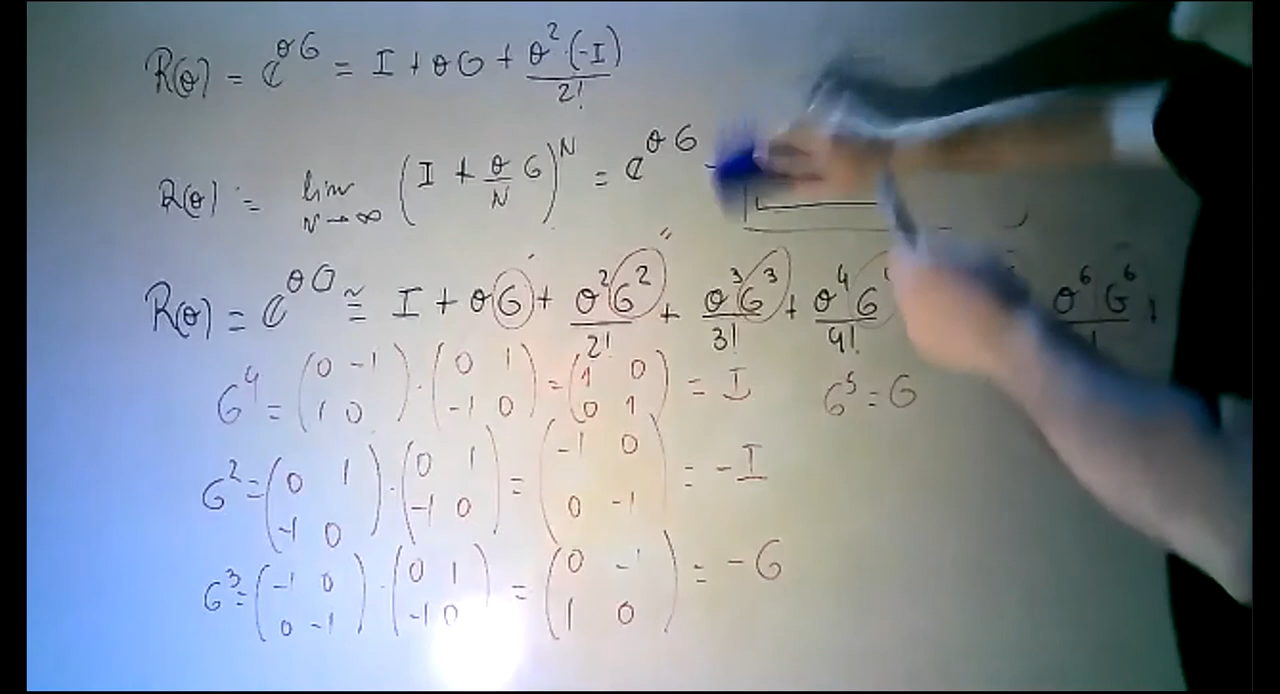 R(θ) = e^{θG} = I + θG + θ²·(-I)/2!
R(θ) = lim_{N→∞} (I + θ/N G)^N = e^{θG}
R(θ) = e^{θG} ≅ I + θG + θ²G²/2! + θ³G³/3! + θ⁴G⁴/4! θ⁶G⁶
G⁴ = (0 -1; 1 0) · (0 1; -1 0) = (1 0; 0 1) = I G⁵ = G
G² = (0 1; -1 0) · (0 1; -1 0) = (-1 0; 0 -1) = -I
G³ = (-1 0; 0 -1) · (0 1; -1 0) = (0 -1; 1 0) = -G